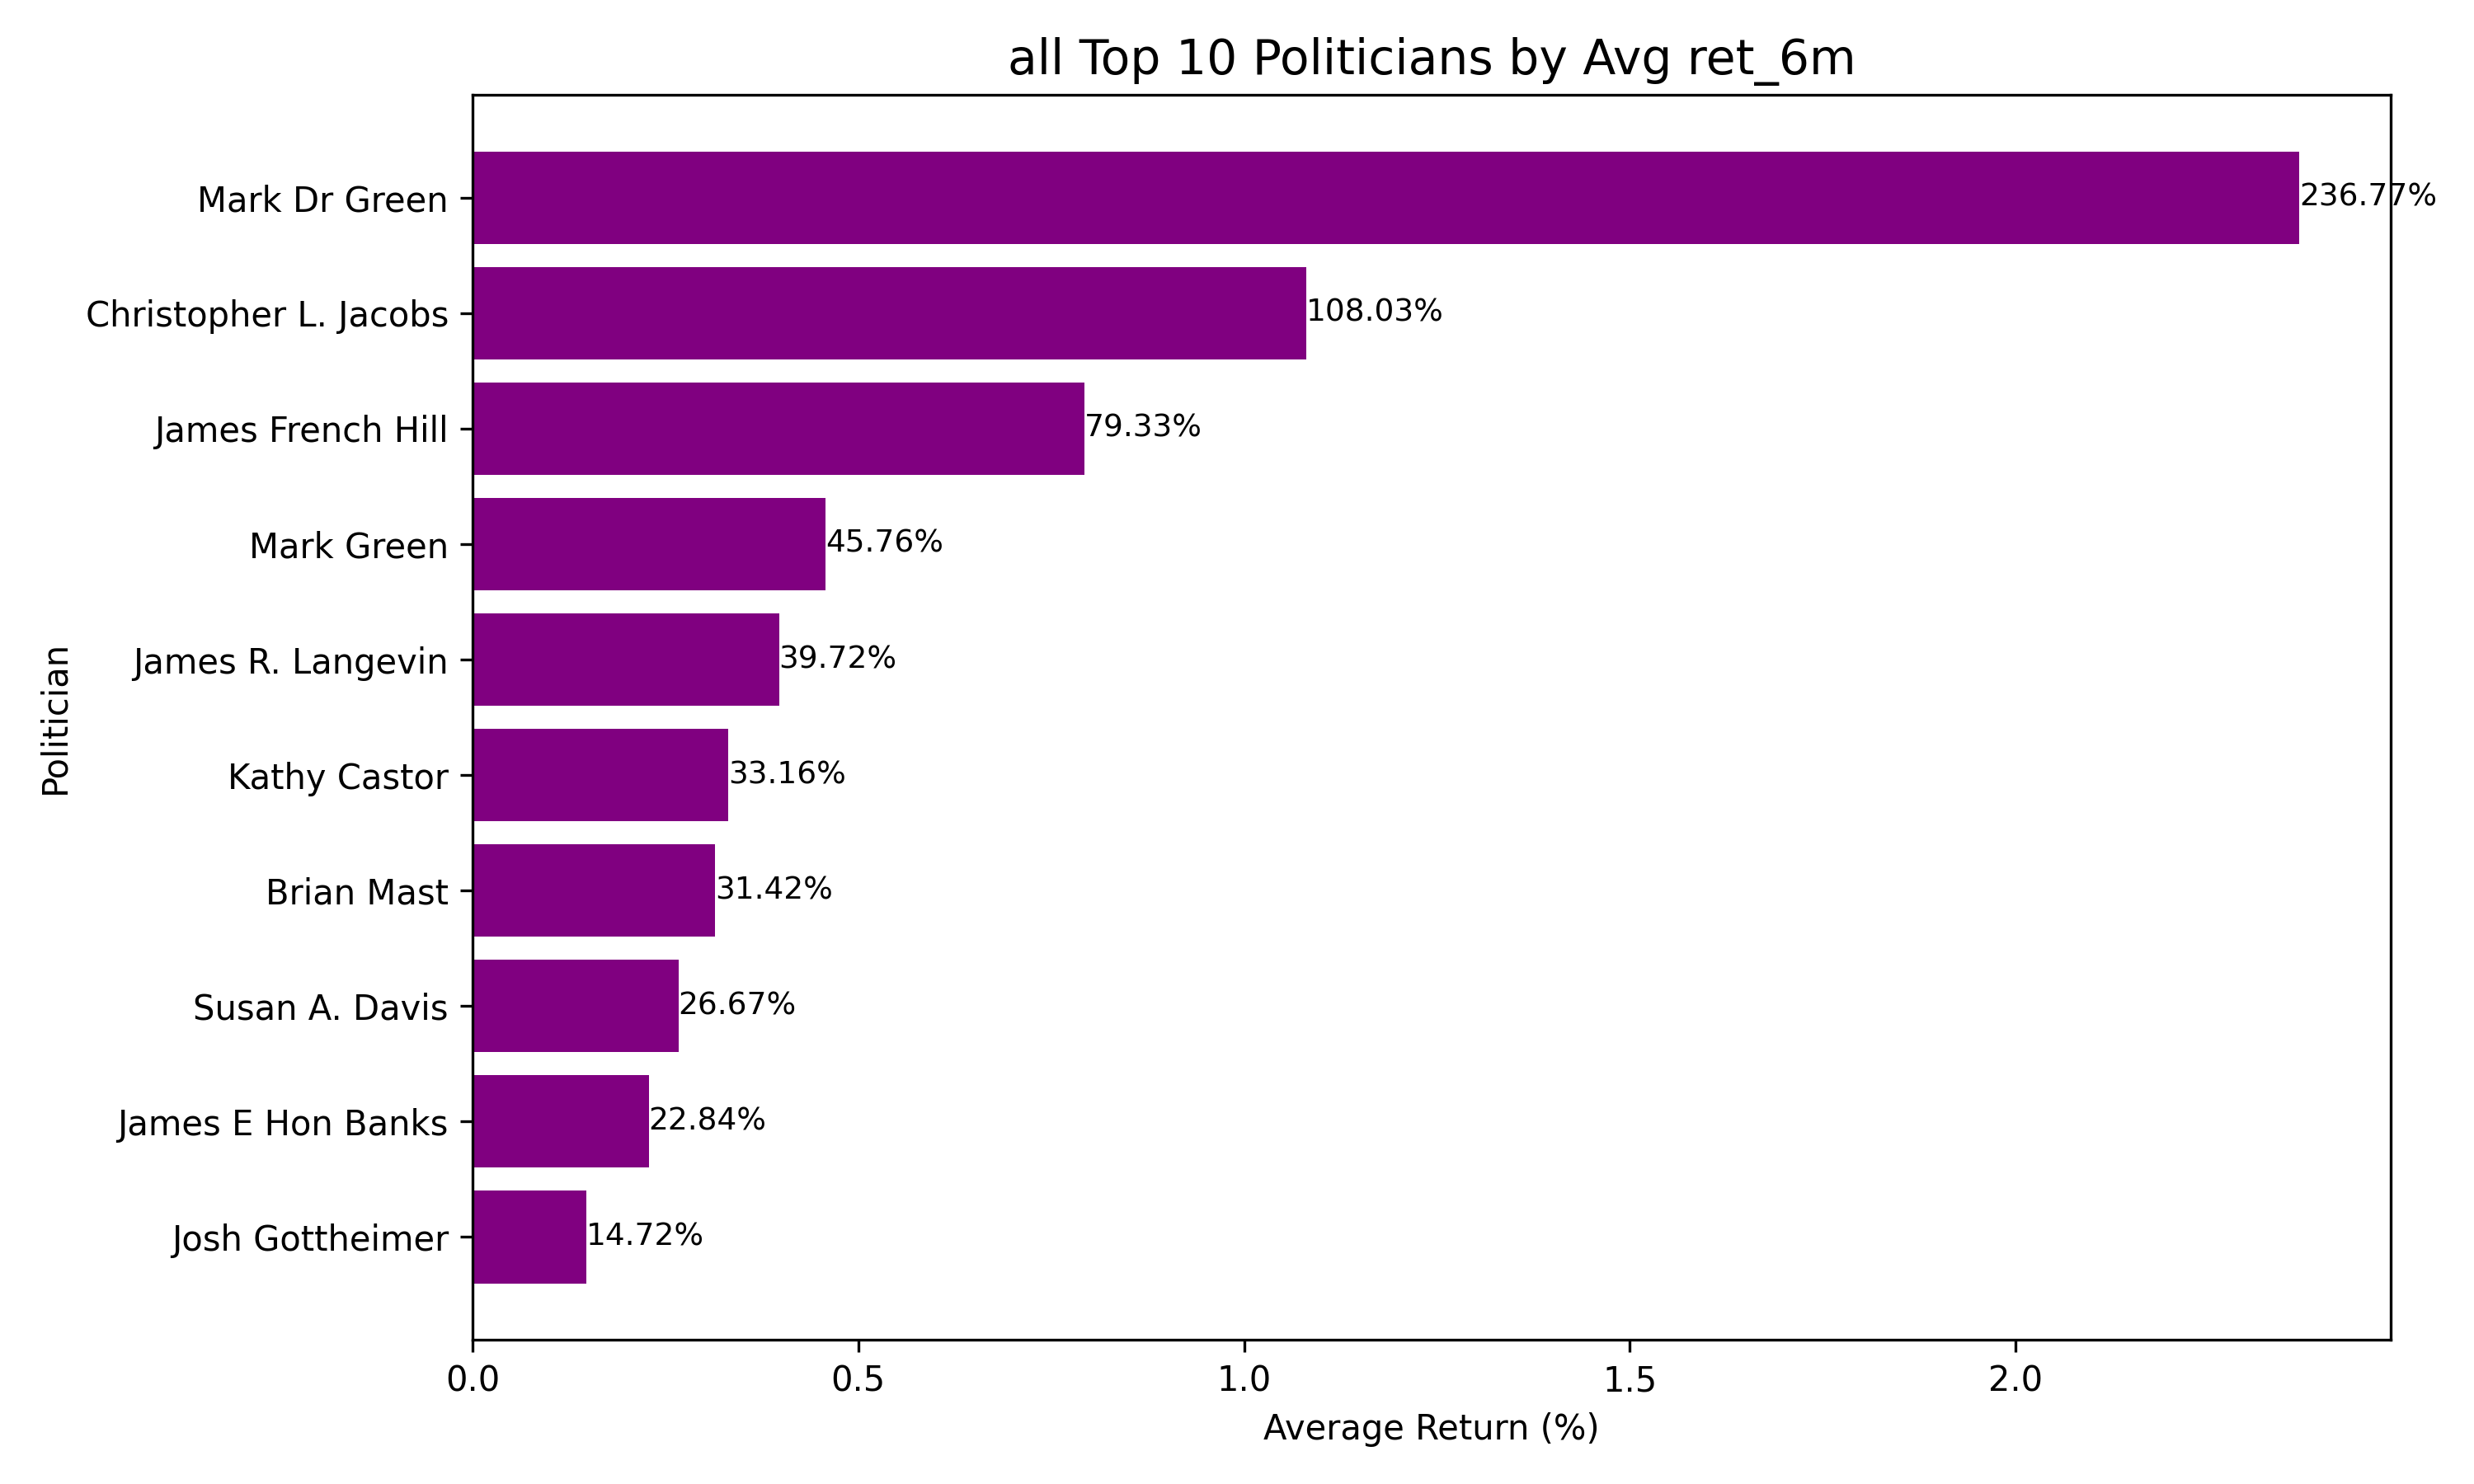 all Top 10 Politicians by Avg ret_6m
Politician
Mark Dr Green 236.77%
Christopher L. Jacobs 108.03%
James French Hill 79.33%
Mark Green 45.76%
James R. Langevin 39.72%
Kathy Castor 33.16%
Brian Mast 31.42%
Susan A. Davis 26.67%
James E Hon Banks 22.84%
Josh Gottheimer 14.72%
0.0 0.5 1.0 1.5 2.0
Average Return (%)